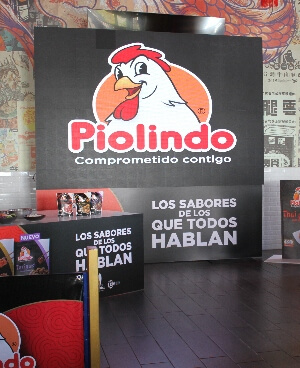 Piolindo
Comprometido contigo
LOS SABORES
DE LOS
QUE TODOS
HABLAN
LOS SABORES
DE LOS
QUE TODOS
HABLAN
NUEVO